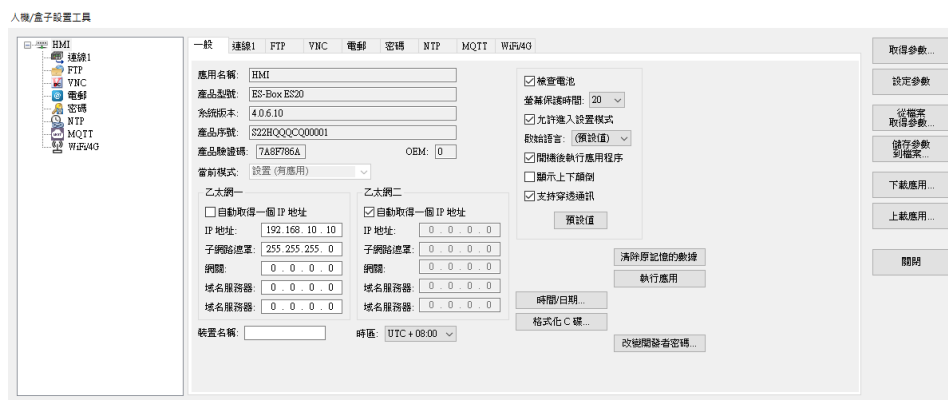 人機/盒子設置工具
HMI
連線1
FTP
VNC
電郵
密碼
NTP
MQTT
WiFi/4G
一般 連線1 FTP VNC 電郵 密碼 NTP MQTT WiFi/4G
應用名稱: HMI
產品型號: ES-Box ES20
系統版本: 4.0.6.10
產品序號: S22HQQQCQ00001
產品驗證碼: 7A8F786A OEM: 0
當前模式: 設置 (有應用)
乙太網一
自動取得一個 IP 地址
IP 地址: 192.168. 10 . 10
子網路遮罩: 255.255.255. 0
網關: 0 . 0 . 0 . 0
域名服務器: 0 . 0 . 0 . 0
域名服務器: 0 . 0 . 0 . 0
乙太網二
自動取得一個 IP 地址
IP 地址: 0 . 0 . 0 . 0
子網路遮罩: 0 . 0 . 0 . 0
網關: 0 . 0 . 0 . 0
域名服務器: 0 . 0 . 0 . 0
域名服務器: 0 . 0 . 0 . 0
裝置名稱: 時區: UTC + 08:00
檢查電池
螢幕保護時間: 20
允許進入設置模式
啟始語言: (預設值)
開機後執行應用程序
顯示上下顛倒
支持穿透通訊
預設值
清除原記憶的數據
執行應用
時間/日期...
格式化 C 碟...
改變開發者密碼...
取得參數...
設定參數
從檔案
取得參數...
儲存參數
到檔案...
下載應用...
上載應用...
關閉